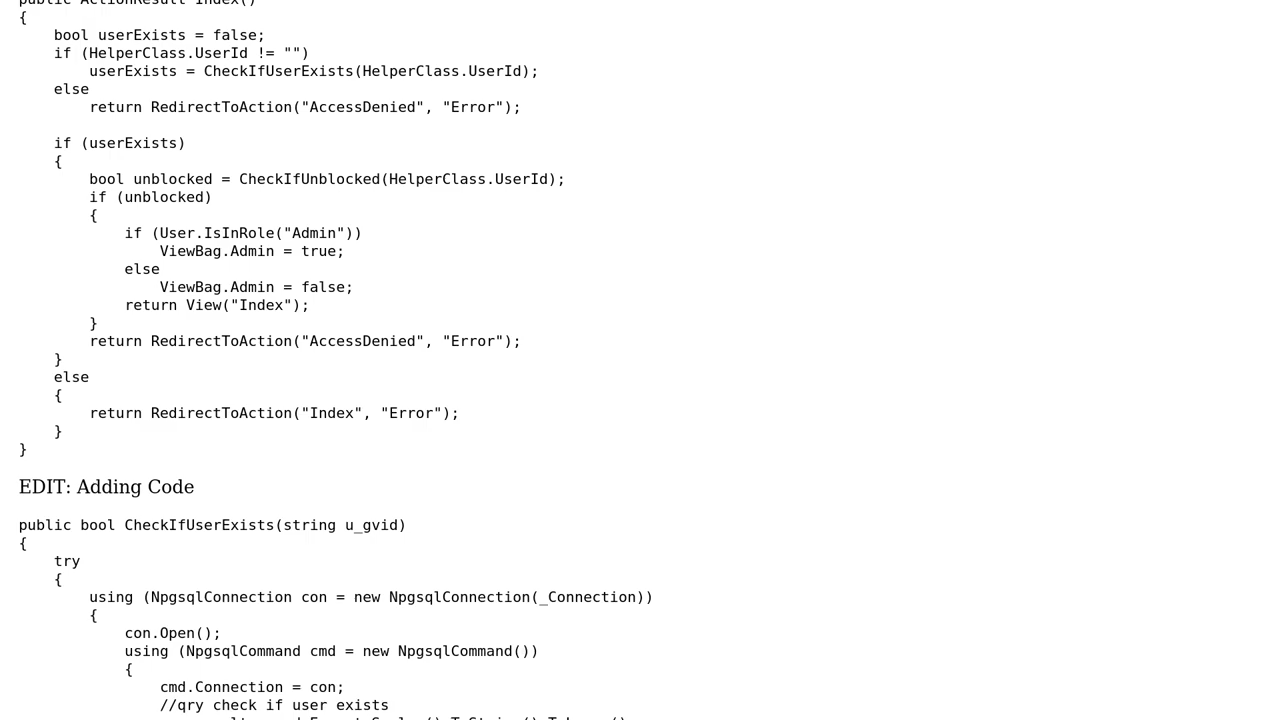 public ActionResult Index()
{
    bool userExists = false;
    if (HelperClass.UserId != "")
        userExists = CheckIfUserExists(HelperClass.UserId);
    else
        return RedirectToAction("AccessDenied", "Error");

    if (userExists)
    {
        bool unblocked = CheckIfUnblocked(HelperClass.UserId);
        if (unblocked)
        {
            if (User.IsInRole("Admin"))
                ViewBag.Admin = true;
            else
                ViewBag.Admin = false;
            return View("Index");
        }
        return RedirectToAction("AccessDenied", "Error");
    }
    else
    {
        return RedirectToAction("Index", "Error");
    }
}
EDIT: Adding Code
public bool CheckIfUserExists(string u_gvid)
{
    try
    {
        using (NpgsqlConnection con = new NpgsqlConnection(_Connection))
        {
            con.Open();
            using (NpgsqlCommand cmd = new NpgsqlCommand())
            {
                cmd.Connection = con;
                //qry check if user exists